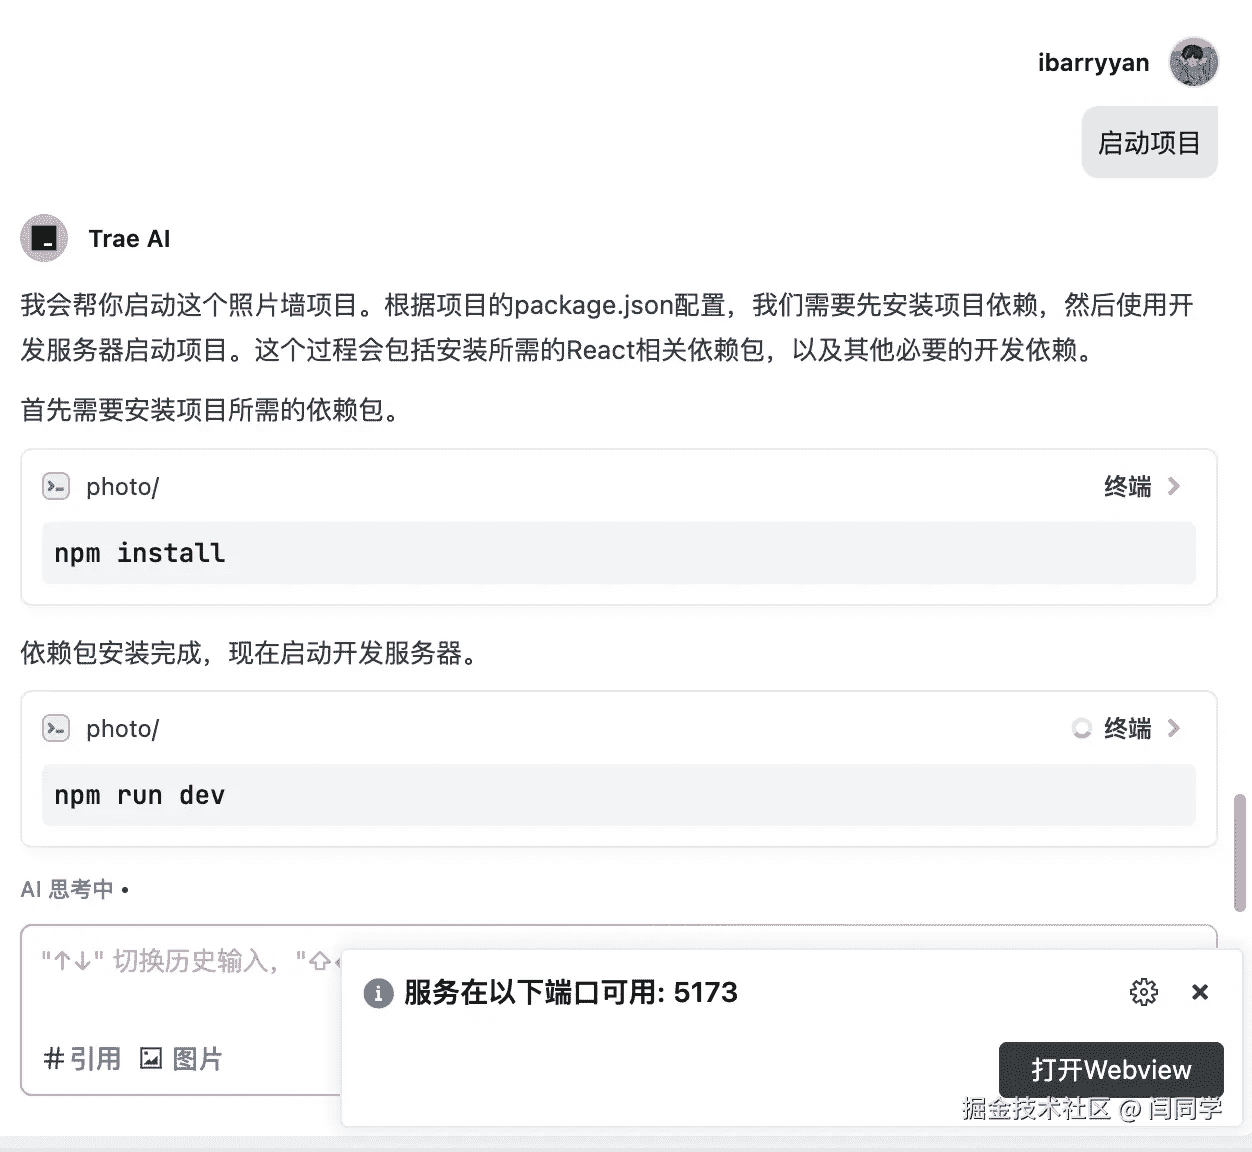 ibarryyan
启动项目
Trae AI
我会帮你启动这个照片墙项目。根据项目的package.json配置，我们需要先安装项目依赖，然后使用开
发服务器启动项目。这个过程会包括安装所需的React相关依赖包，以及其他必要的开发依赖。
首先需要安装项目所需的依赖包。
photo/ 终端
npm install
依赖包安装完成，现在启动开发服务器。
photo/ 终端
npm run dev
AI 思考中 •
"↑↓" 切换历史输入，"⇧
服务在以下端口可用: 5173
# 引用 图片
打开Webview
掘金技术社区 @ 闫同学